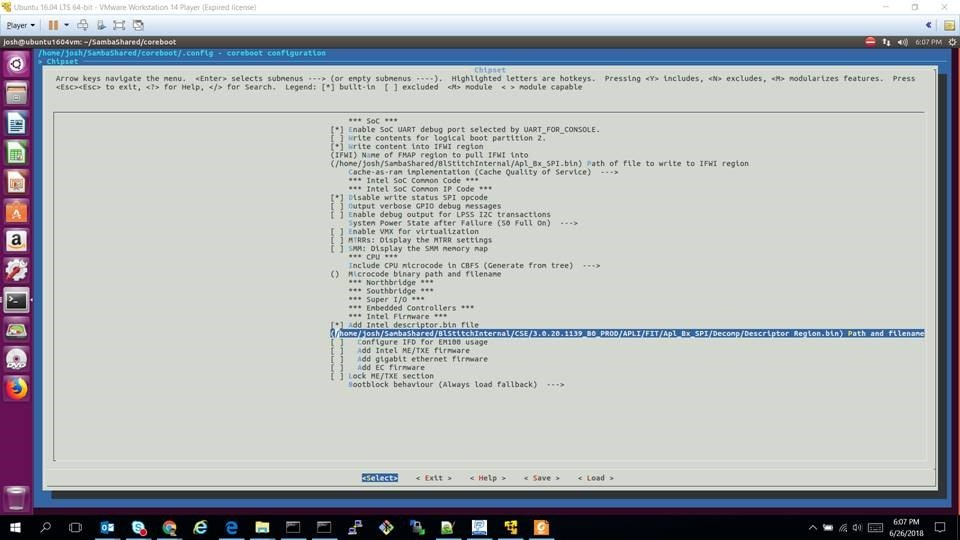 Ubuntu 16.04 LTS 64-bit - VMware Workstation 14 Player (Expired license)
Player
josh@ubuntu1604vm: ~/SambaShared/coreboot
6:07 PM
/home/josh/SambaShared/coreboot/.config - coreboot configuration
> Chipset
Chipset
Arrow keys navigate the menu. <Enter> selects submenus ---> (or empty submenus ----). Highlighted letters are hotkeys. Pressing <Y> includes, <N> excludes, <M> modularizes features. Press
<Esc><Esc> to exit, <?> for Help, </> for Search. Legend: [*] built-in [ ] excluded <M> module < > module capable
*** SoC ***
[*] Enable SoC UART debug port selected by UART_FOR_CONSOLE.
[ ] Write contents for logical boot partition 2.
[*] Write content into IFWI region
(IFWI) Name of FMAP region to pull IFWI into
(/home/josh/SambaShared/BlStitchInternal/Apl_Bx_SPI.bin) Path of file to write to IFWI region
Cache-as-ram implementation (Cache Quality of Service) --->
*** Intel SoC Common Code ***
*** Intel SoC Common IP Code ***
[*] Disable write status SPI opcode
[ ] Output verbose GPIO debug messages
[ ] Enable debug output for LPSS I2C transactions
System Power State after Failure (S0 Full On) --->
[ ] Enable VMX for virtualization
[ ] MTRRs: Display the MTRR settings
[ ] SMM: Display the SMM memory map
*** CPU ***
Include CPU microcode in CBFS (Generate from tree) --->
() Microcode binary path and filename
*** Northbridge ***
*** Southbridge ***
*** Super I/O ***
*** Embedded Controllers ***
*** Intel Firmware ***
[*] Add Intel descriptor.bin file
(/home/josh/SambaShared/BlStitchInternal/CSE/3.0.20.1139_B0_PROD/APLI/FIT/Apl_Bx_SPI/Decomp/Descriptor Region.bin) Path and filename
[ ] Configure IFD for EM100 usage
[ ] Add Intel ME/TXE firmware
[ ] Add gigabit ethernet firmware
[ ] Add EC firmware
[ ] Lock ME/TXE section
Bootblock behaviour (Always load fallback) --->
<Select> < Exit > < Help > < Save > < Load >
6:07 PM
6/26/2018